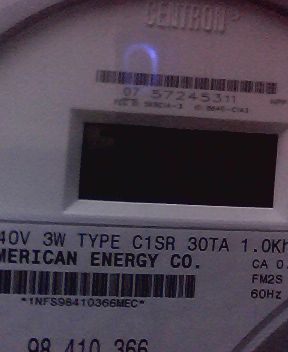 CENTRON®
07 57245311
40V 3W TYPE C1SR 30TA 1.0Kh
MERICAN ENERGY CO.
CA 0.
FM2S
60Hz
*1NFS98410366MEC*
98 410 366